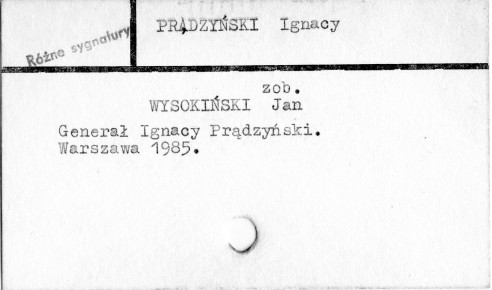 Różne sygnatury
PRĄDZYŃSKI Ignacy
zob.
WYSOKIŃSKI Jan
Generał Ignacy Prądzyński.
Warszawa 1985.